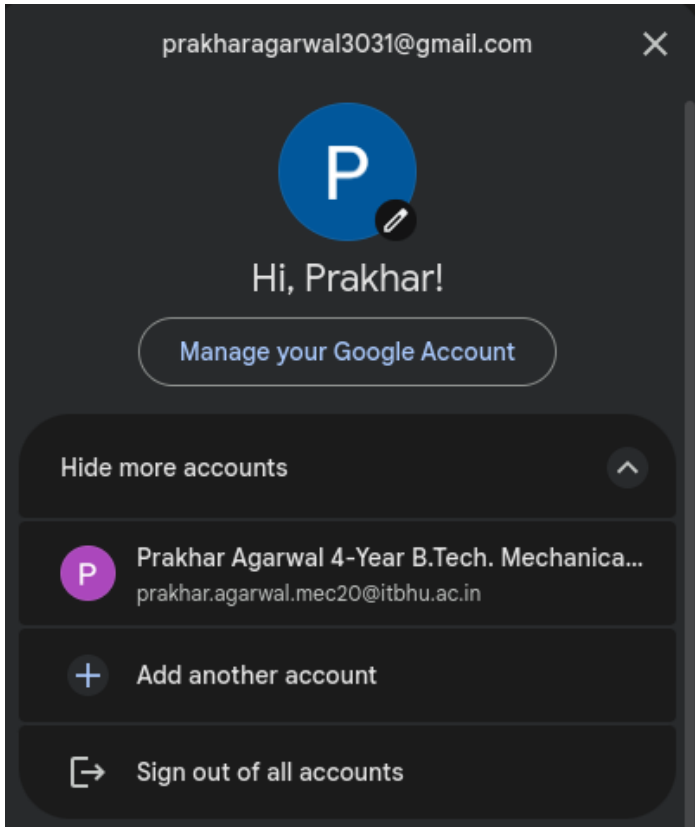 prakharagarwal3031@gmail.com
P
Hi, Prakhar!
Manage your Google Account
Hide more accounts
P
Prakhar Agarwal 4-Year B.Tech. Mechanica...
prakhar.agarwal.mec20@itbhu.ac.in
Add another account
Sign out of all accounts